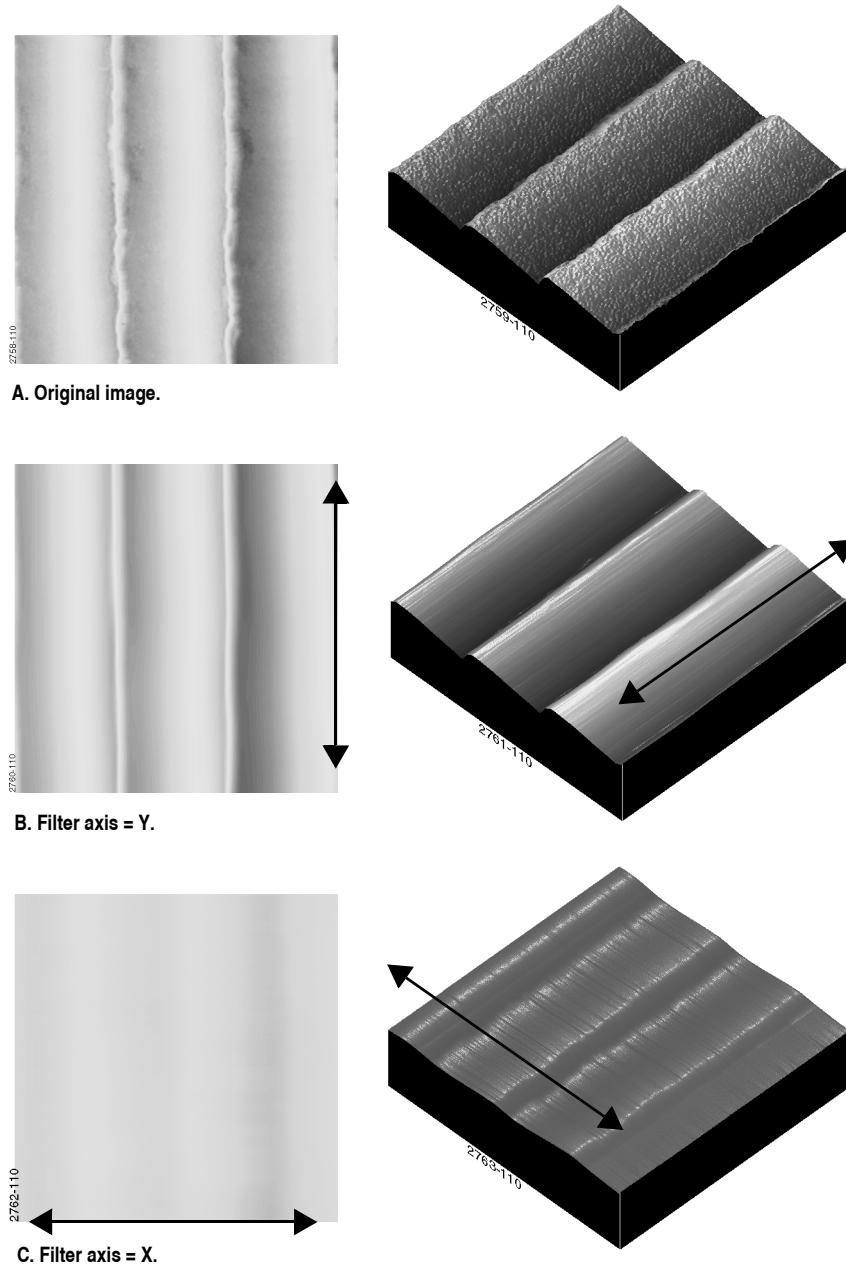 2758-110
2759-110
A. Original image.
2760-110
2761-110
B. Filter axis = Y.
2762-110
2763-110
C. Filter axis = X.